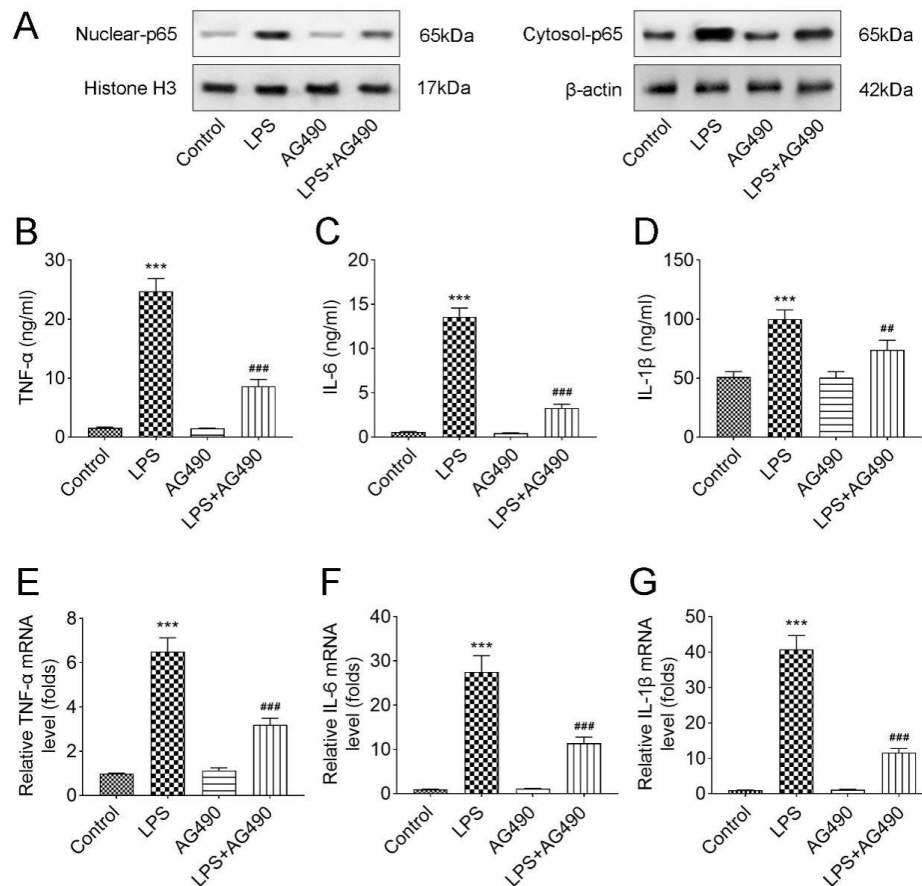 A
Nuclear-p65 65kDa
Histone H3 17kDa
Control LPS AG490 LPS+AG490
Cytosol-p65 65kDa
β-actin 42kDa
Control LPS AG490 LPS+AG490
B
TNF-α (ng/ml)
30
20
10
0
***
###
Control LPS AG490 LPS+AG490
C
IL-6 (ng/ml)
20
15
10
5
0
***
###
Control LPS AG490 LPS+AG490
D
IL-1β (ng/ml)
150
100
50
0
***
##
Control LPS AG490 LPS+AG490
E
Relative TNF-α mRNA
level (folds)
8
6
4
2
0
***
###
Control LPS AG490 LPS+AG490
F
Relative IL-6 mRNA
level (folds)
40
30
20
10
0
***
###
Control LPS AG490 LPS+AG490
G
Relative IL-1β mRNA
level (folds)
50
40
30
20
10
0
***
###
Control LPS AG490 LPS+AG490